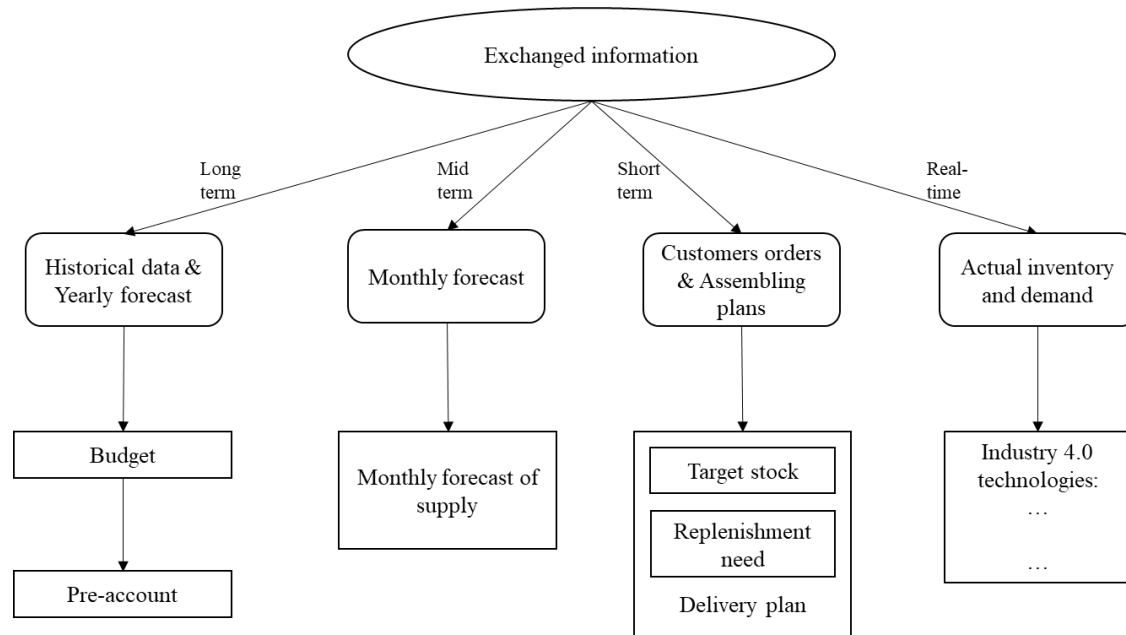 Exchanged information
Long
term
Mid
term
Short
term
Real-
time
Historical data &
Yearly forecast
Monthly forecast
Customers orders
& Assembling
plans
Actual inventory
and demand
Budget
Monthly forecast of
supply
Target stock
Replenishment
need
Delivery plan
Industry 4.0
technologies:
…
…
Pre-account